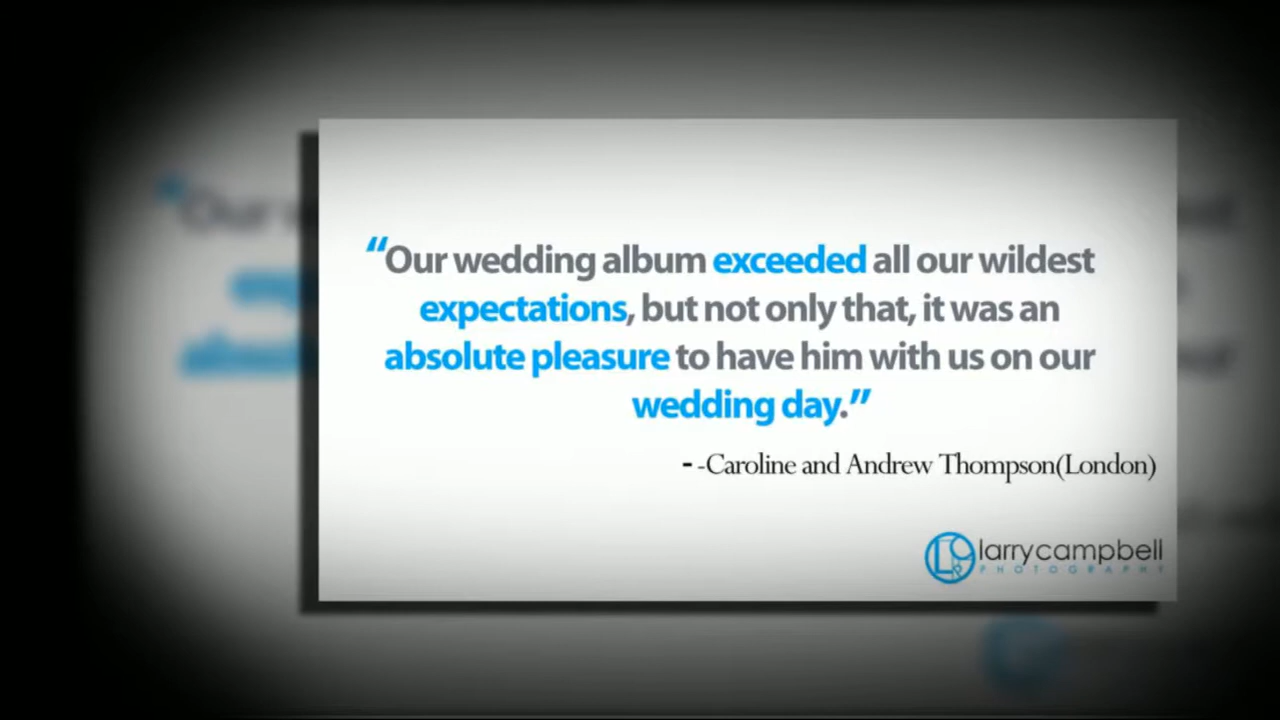 “Our wedding album exceeded all our wildest
expectations, but not only that, it was an
absolute pleasure to have him with us on our
wedding day.”
- -Caroline and Andrew Thompson(London)
larrycampbell
PHOTOGRAPHY